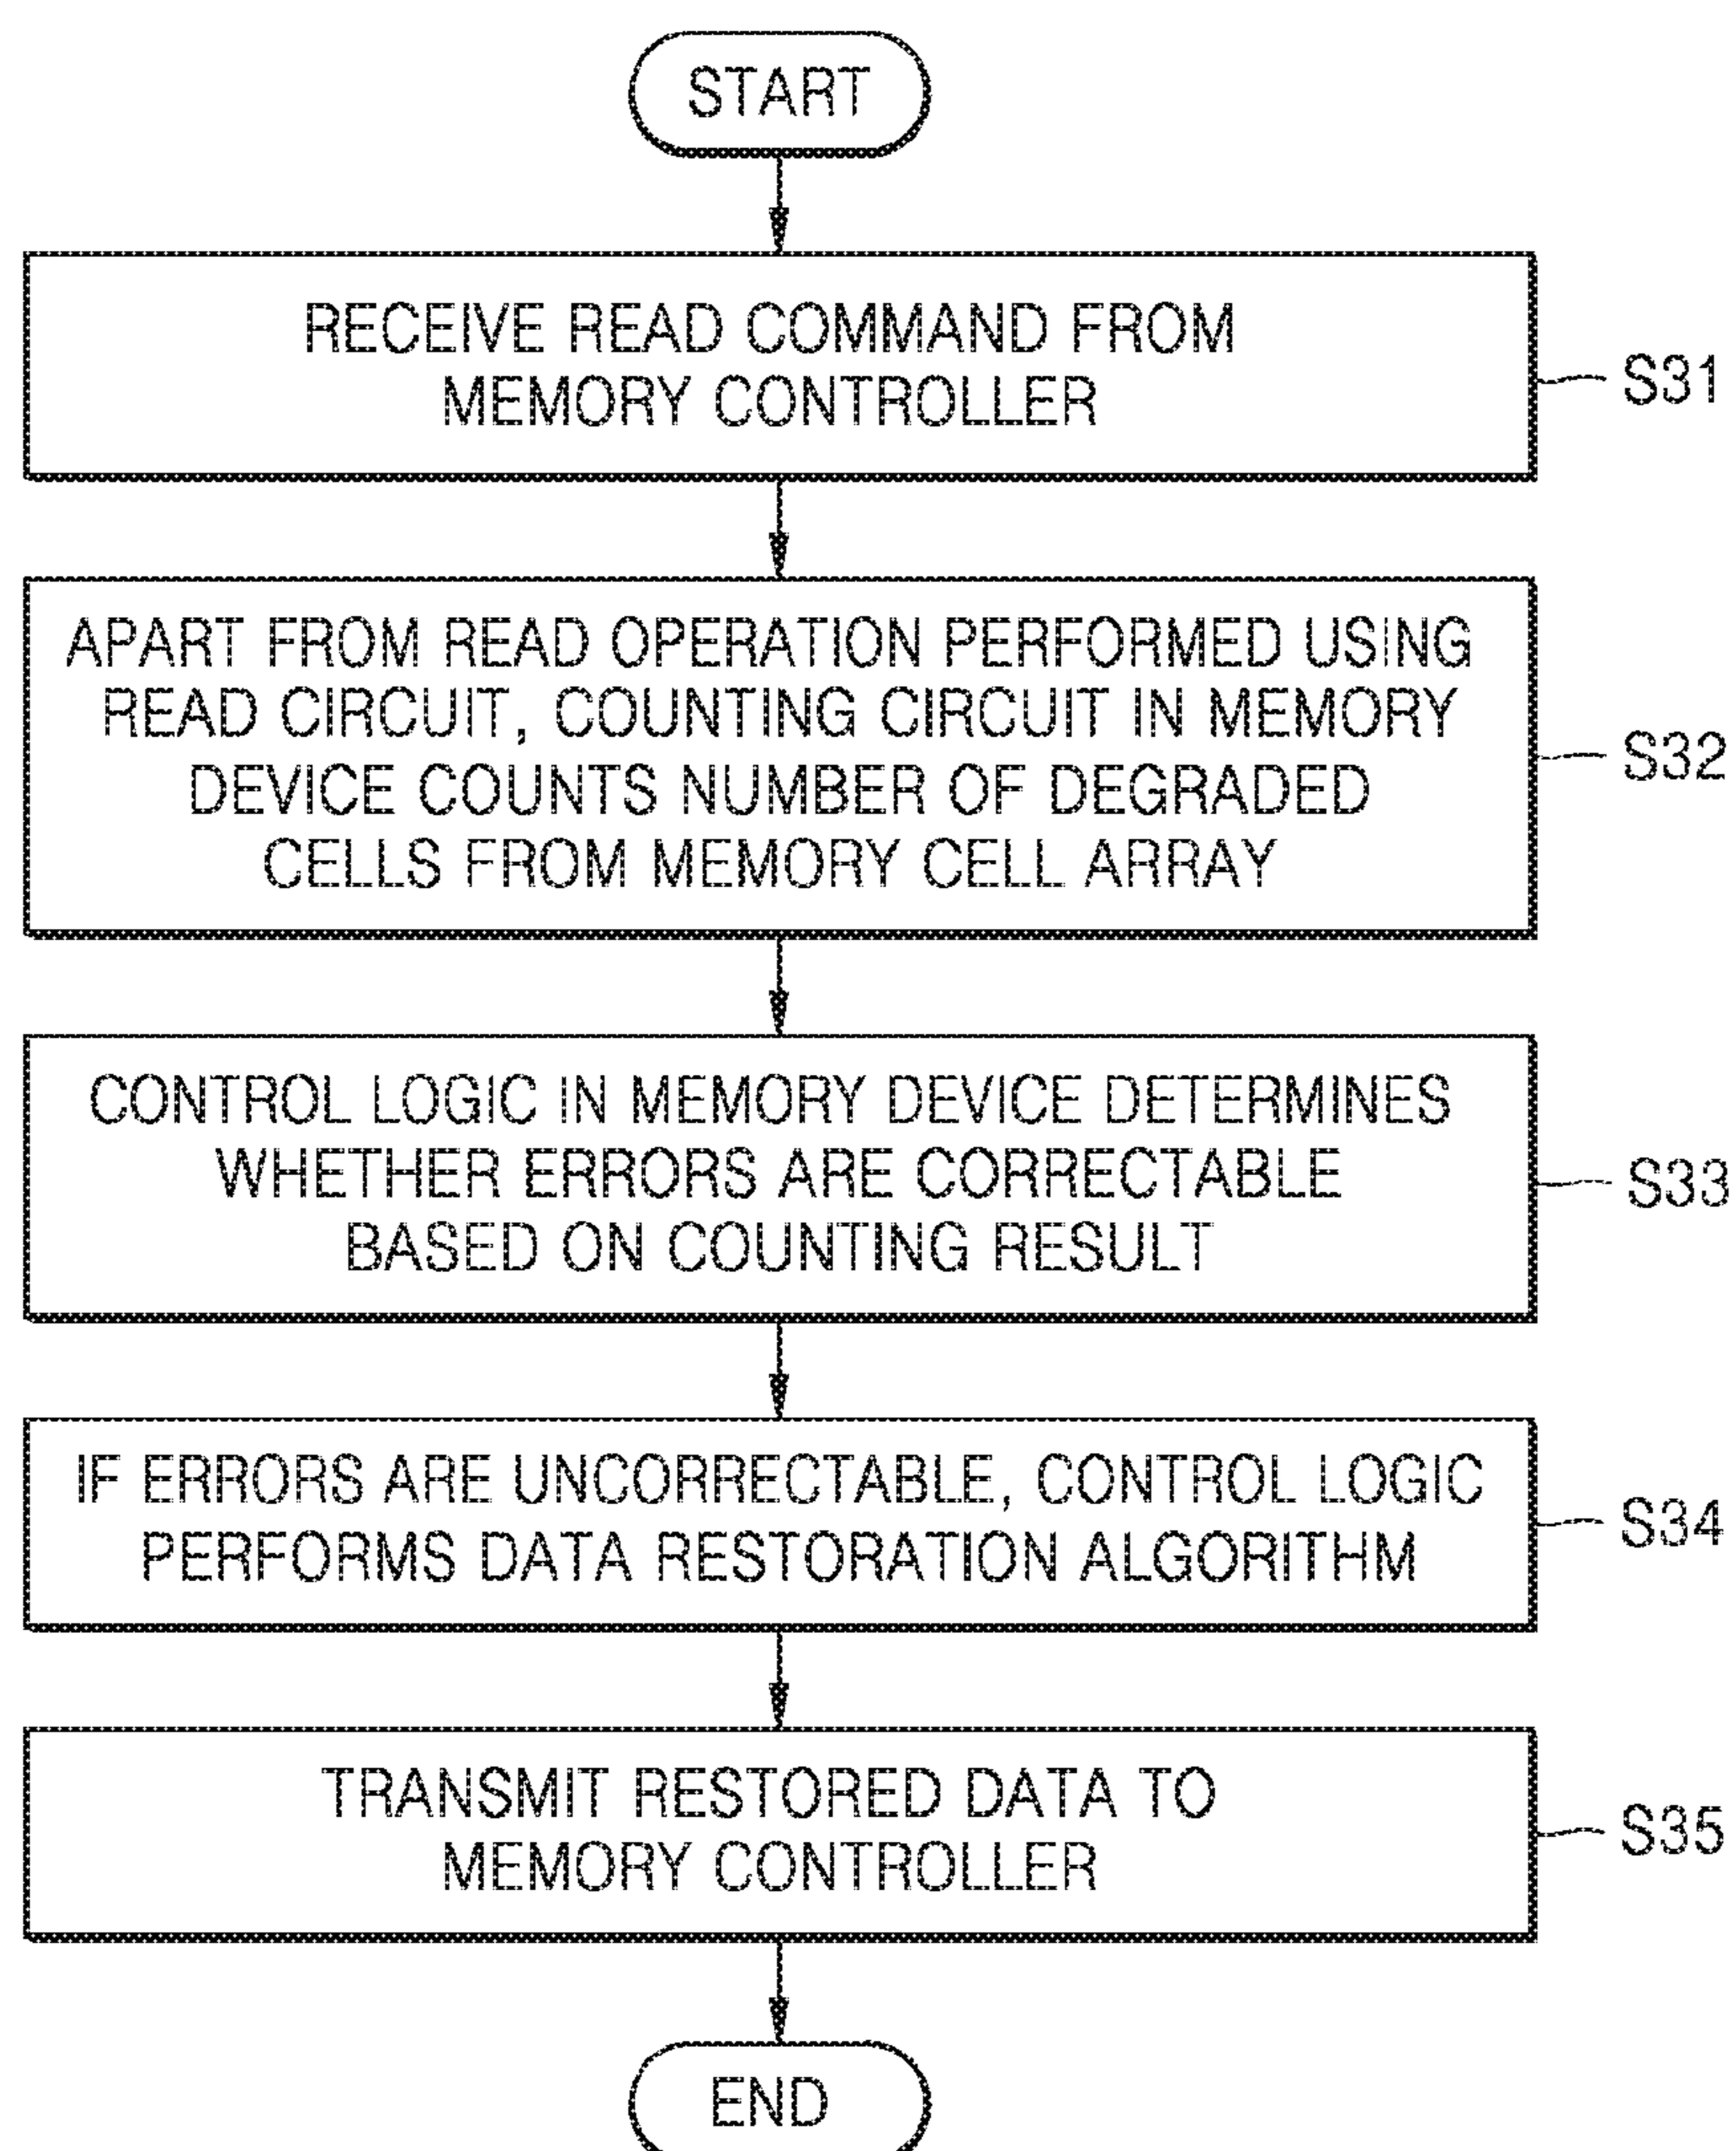 START
RECEIVE READ COMMAND FROM
MEMORY CONTROLLER
S31
APART FROM READ OPERATION PERFORMED USING
READ CIRCUIT, COUNTING CIRCUIT IN MEMORY
DEVICE COUNTS NUMBER OF DEGRADED
CELLS FROM MEMORY CELL ARRAY
S32
CONTROL LOGIC IN MEMORY DEVICE DETERMINES
WHETHER ERRORS ARE CORRECTABLE
BASED ON COUNTING RESULT
S33
IF ERRORS ARE UNCORRECTABLE, CONTROL LOGIC
PERFORMS DATA RESTORATION ALGORITHM
S34
TRANSMIT RESTORED DATA TO
MEMORY CONTROLLER
S35
END